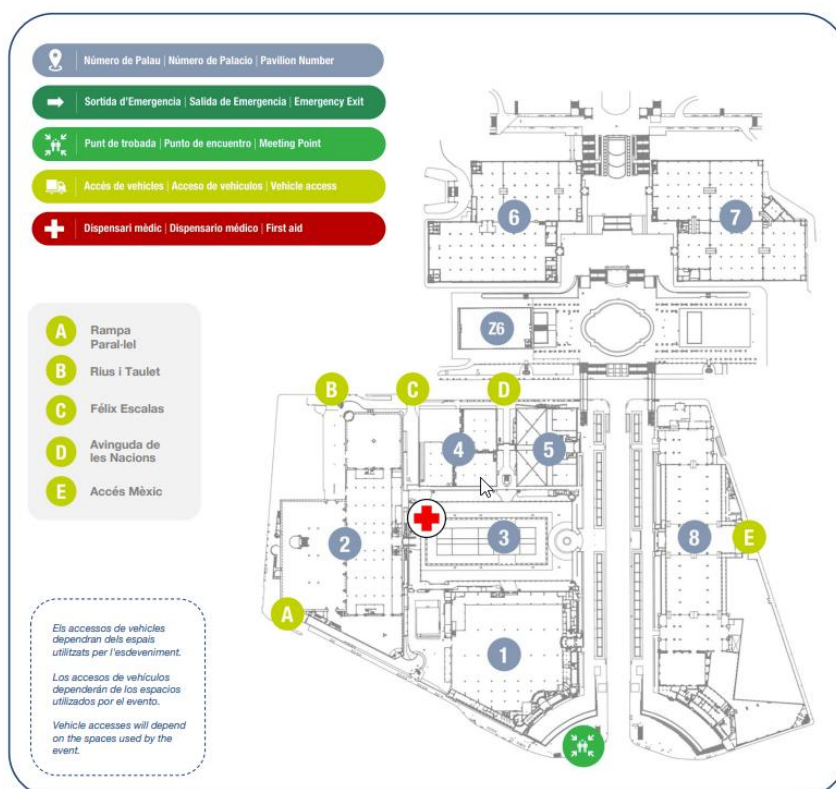 Número de Palau | Número de Palacio | Pavilion Number
Sortida d'Emergencia | Salida de Emergencia | Emergency Exit
Punt de trobada | Punto de encuentro | Meeting Point
Accés de vehicles | Acceso de vehículos | Vehicle access
Dispensari mèdic | Dispensario médico | First aid
6
7
Z6
A Rampa
Paral·lel
B Rius i Taulet
C Félix Escalas
D Avinguda de
les Nacions
E Accés Mèxic
B
C
D
4
5
2
3
8
E
A
1
Els accessos de vehicles
dependran dels espais
utilitzats per l'esdeveniment.
Los accesos de vehículos
dependerán de los espacios
utilizados por el evento.
Vehicle accesses will depend
on the spaces used by the
event.